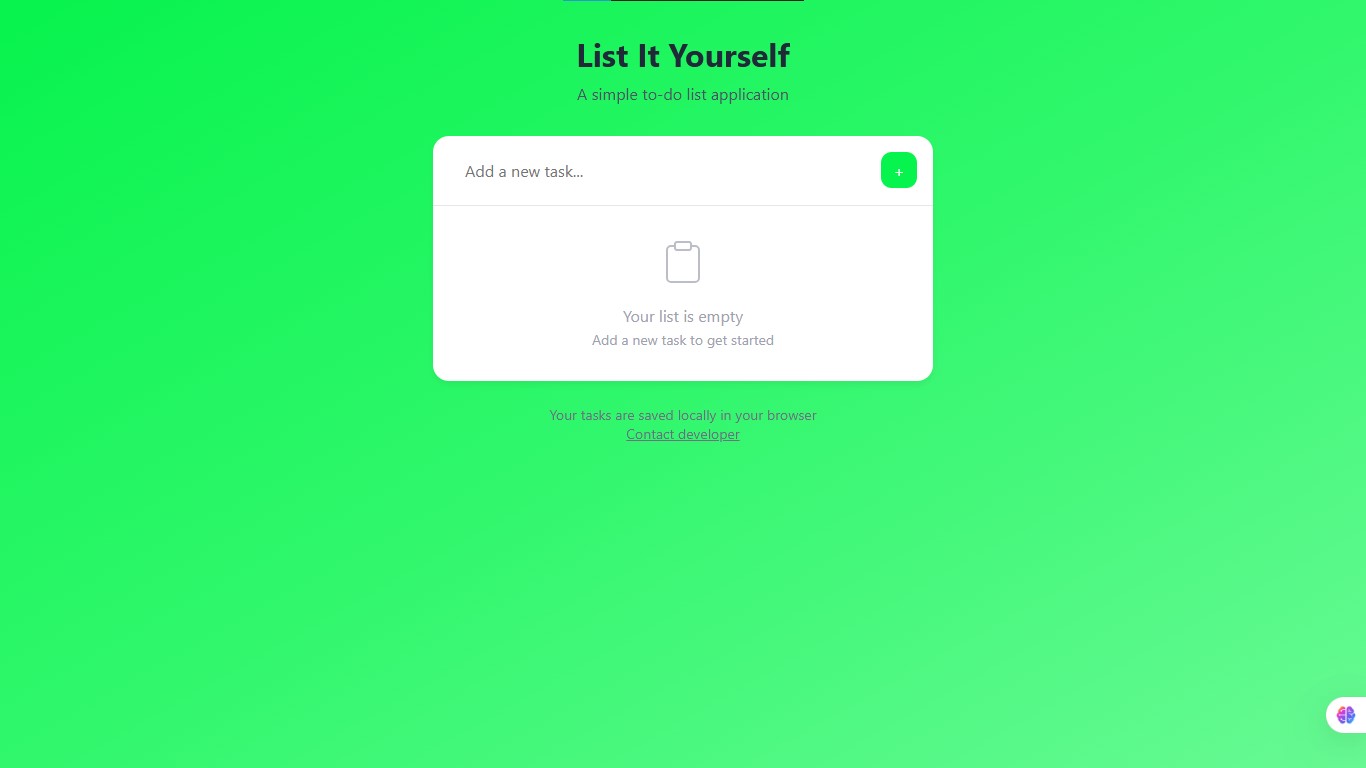 List It Yourself
A simple to-do list application
Add a new task...
+
Your list is empty
Add a new task to get started
Your tasks are saved locally in your browser
Contact developer